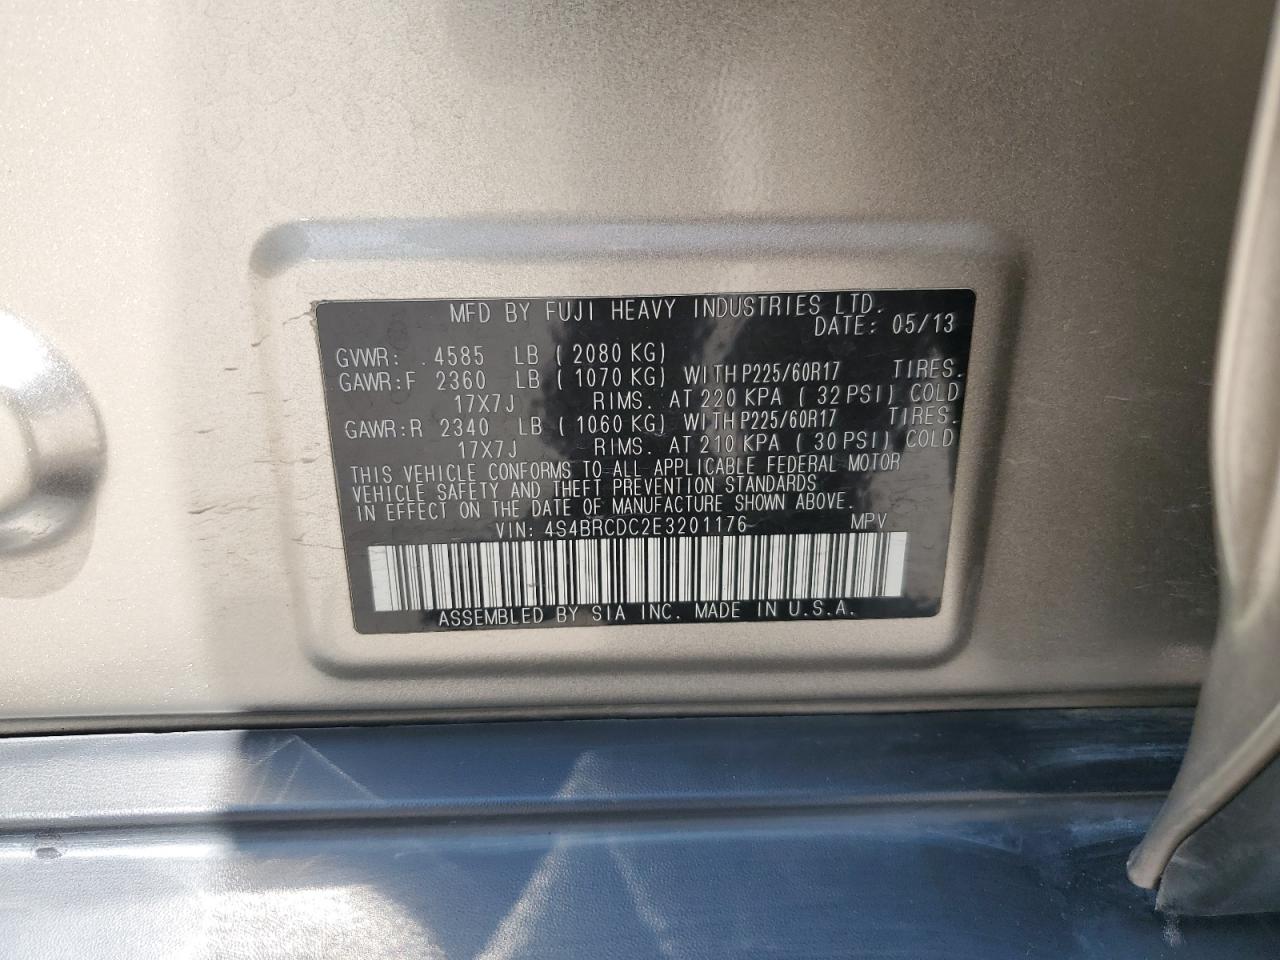 MFD BY FUJI HEAVY INDUSTRIES LTD.
DATE: 05/13
GVWR: 4585 LB ( 2080 KG)
GAWR:F 2360 LB ( 1070 KG) WITH P225/60R17 TIRES.
17X7J RIMS. AT 220 KPA ( 32 PSI) COLD
GAWR:R 2340 LB ( 1060 KG) WITH P225/60R17 TIRES.
17X7J RIMS. AT 210 KPA ( 30 PSI) COLD
THIS VEHICLE CONFORMS TO ALL APPLICABLE FEDERAL MOTOR
VEHICLE SAFETY AND THEFT PREVENTION STANDARDS
IN EFFECT ON THE DATE OF MANUFACTURE SHOWN ABOVE.
VIN: 4S4BRCDC2E3201176 MPV
ASSEMBLED BY SIA INC. MADE IN U.S.A.